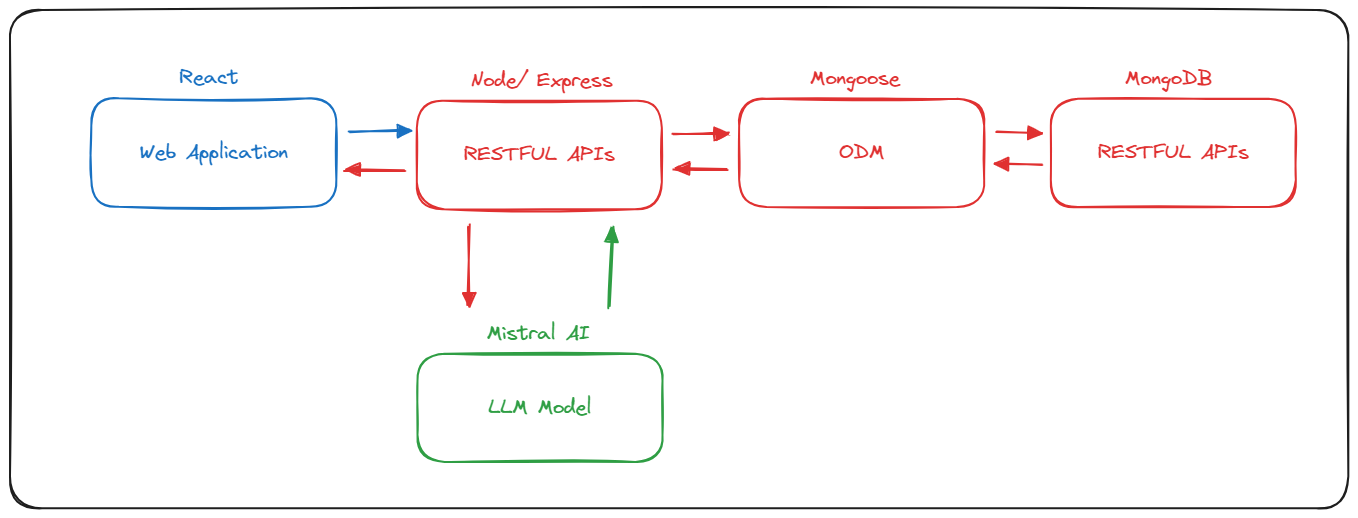 React
Node/ Express
Mongoose
MongoDB
Web Application
RESTFUL APIs
ODM
RESTFUL APIs
Mistral AI
LLM Model